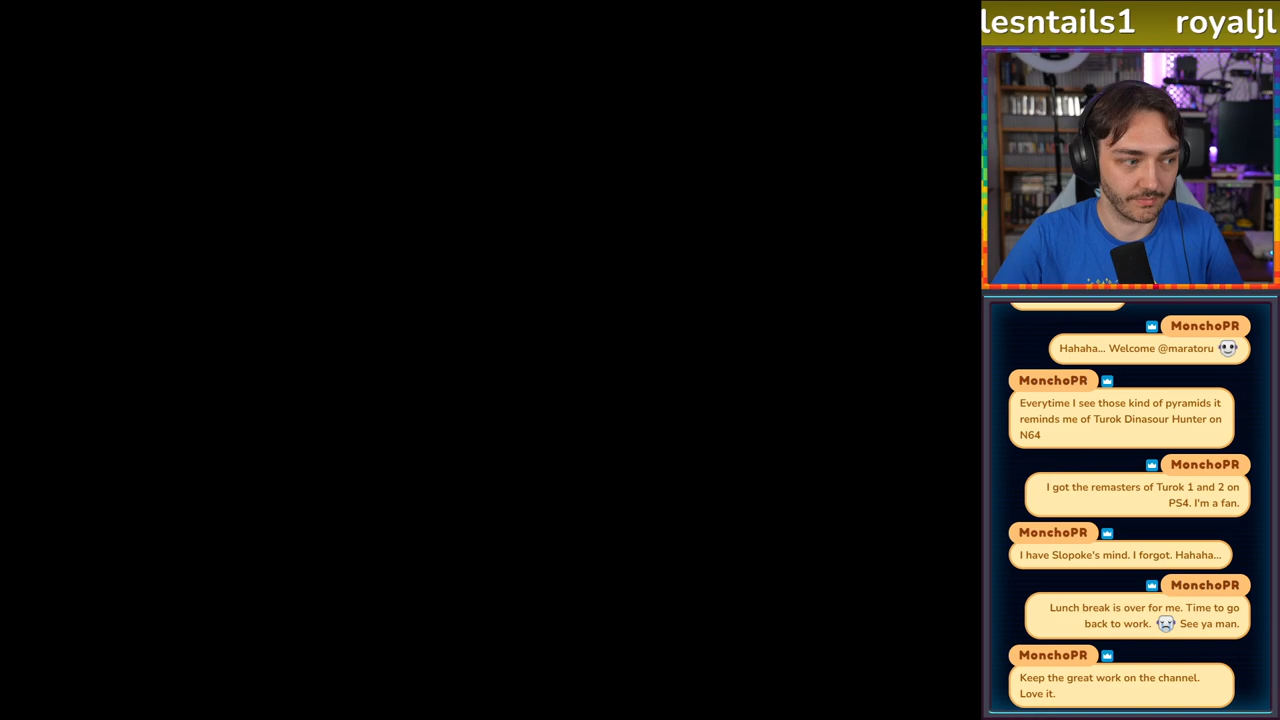 lesntails1 royaljl
MonchoPR
Hahaha... Welcome @maratoru
MonchoPR
Everytime I see those kind of pyramids it
reminds me of Turok Dinasour Hunter on
N64
MonchoPR
I got the remasters of Turok 1 and 2 on
PS4. I'm a fan.
MonchoPR
I have Slopoke's mind. I forgot. Hahaha...
MonchoPR
Lunch break is over for me. Time to go
back to work. See ya man.
MonchoPR
Keep the great work on the channel.
Love it.